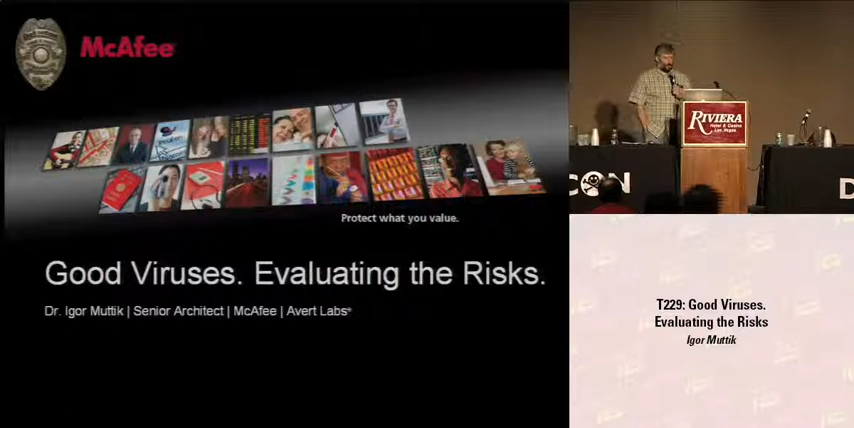 McAfee
Protect what you value.
Good Viruses. Evaluating the Risks.
Dr. Igor Muttik | Senior Architect | McAfee | Avert Labs®
RIVIERA
Hotel & Casino
Las Vegas
CON
D
T229: Good Viruses.
Evaluating the Risks
Igor Muttik